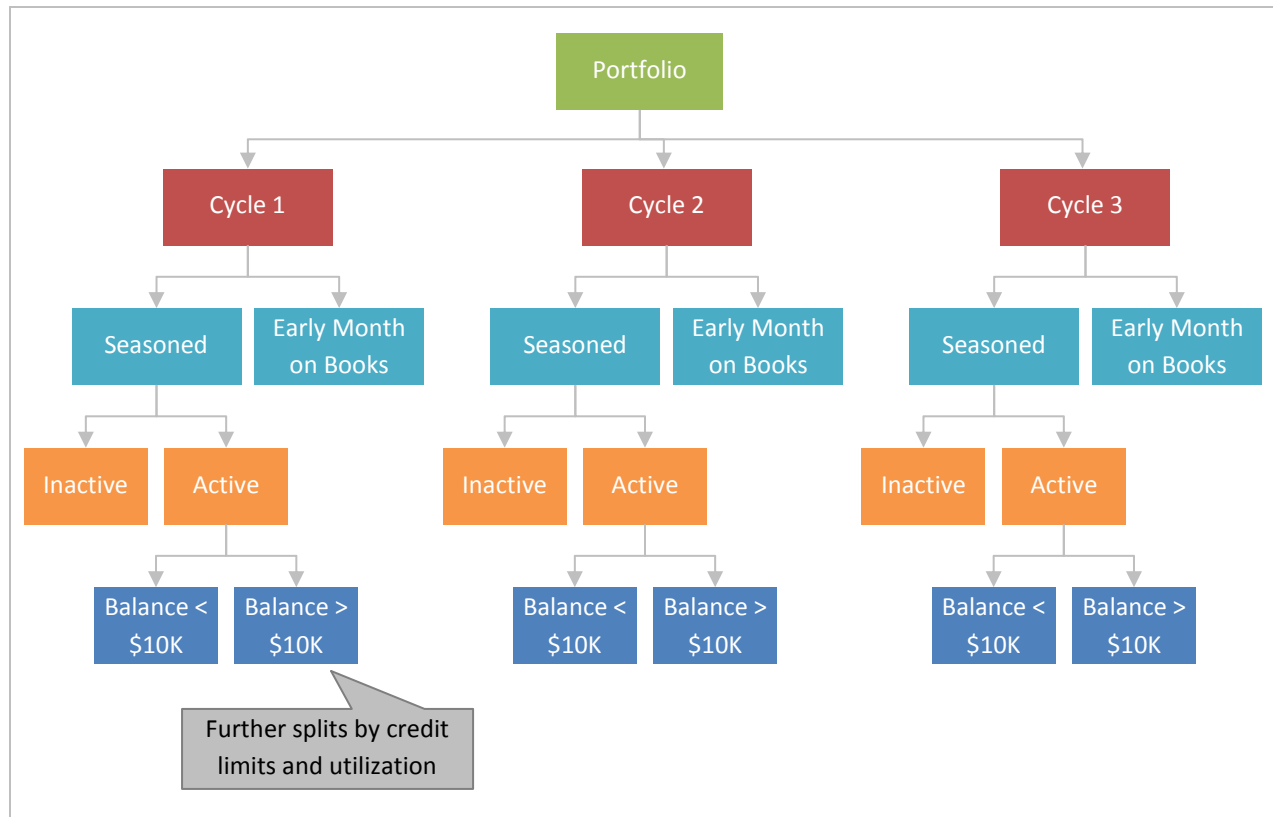 Portfolio
Cycle 1
Cycle 2
Cycle 3
Seasoned
Early Month
on Books
Seasoned
Early Month
on Books
Seasoned
Early Month
on Books
Inactive
Active
Inactive
Active
Inactive
Active
Balance <
$10K
Balance >
$10K
Balance <
$10K
Balance >
$10K
Balance <
$10K
Balance >
$10K
Further splits by credit
limits and utilization